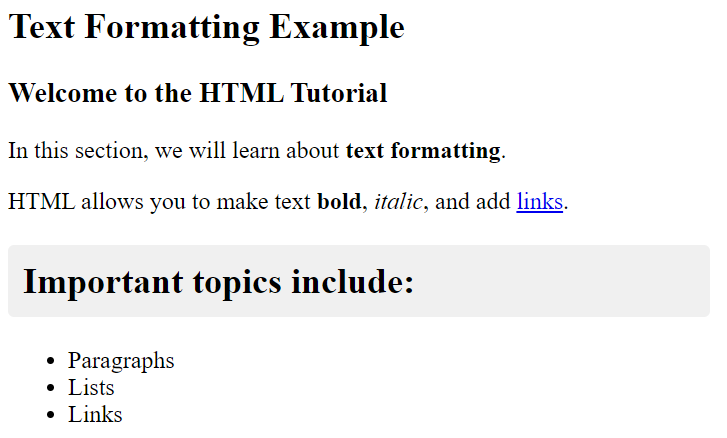 Text Formatting Example
Welcome to the HTML Tutorial
In this section, we will learn about text formatting.
HTML allows you to make text bold, italic, and add links.
Important topics include:
• Paragraphs
• Lists
• Links